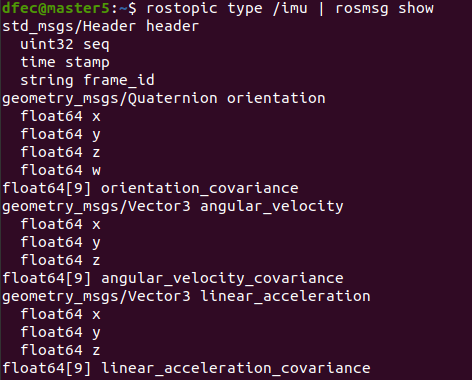 dfec@master5:~$ rostopic type /imu | rosmsg show
std_msgs/Header header
  uint32 seq
  time stamp
  string frame_id
geometry_msgs/Quaternion orientation
  float64 x
  float64 y
  float64 z
  float64 w
float64[9] orientation_covariance
geometry_msgs/Vector3 angular_velocity
  float64 x
  float64 y
  float64 z
float64[9] angular_velocity_covariance
geometry_msgs/Vector3 linear_acceleration
  float64 x
  float64 y
  float64 z
float64[9] linear_acceleration_covariance